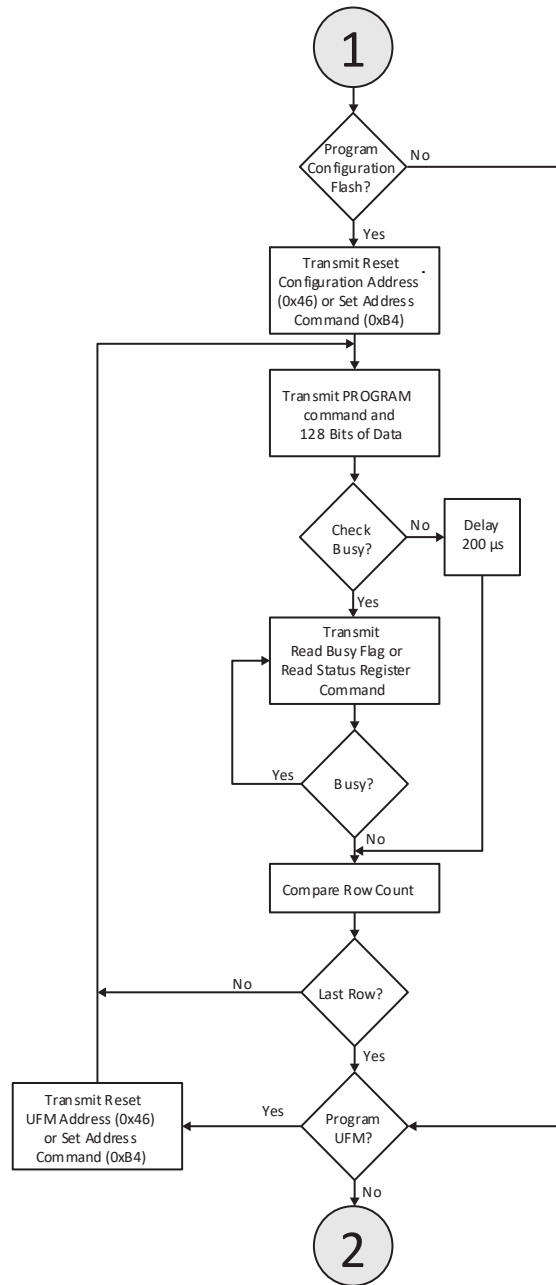 1
Program
Configuration
Flash?
No
Yes
Transmit Reset
Configuration Address
(0x46) or Set Address
Command (0xB4)
Transmit PROGRAM
command and
128 Bits of Data
Check
Busy?
No
Delay
200 µs
Yes
Transmit
Read Busy Flag or
Read Status Register
Command
Yes
Busy?
No
Compare Row Count
No
Last Row?
Yes
Transmit Reset
UFM Address (0x46)
or Set Address
Command (0xB4)
Yes
Program
UFM?
No
2